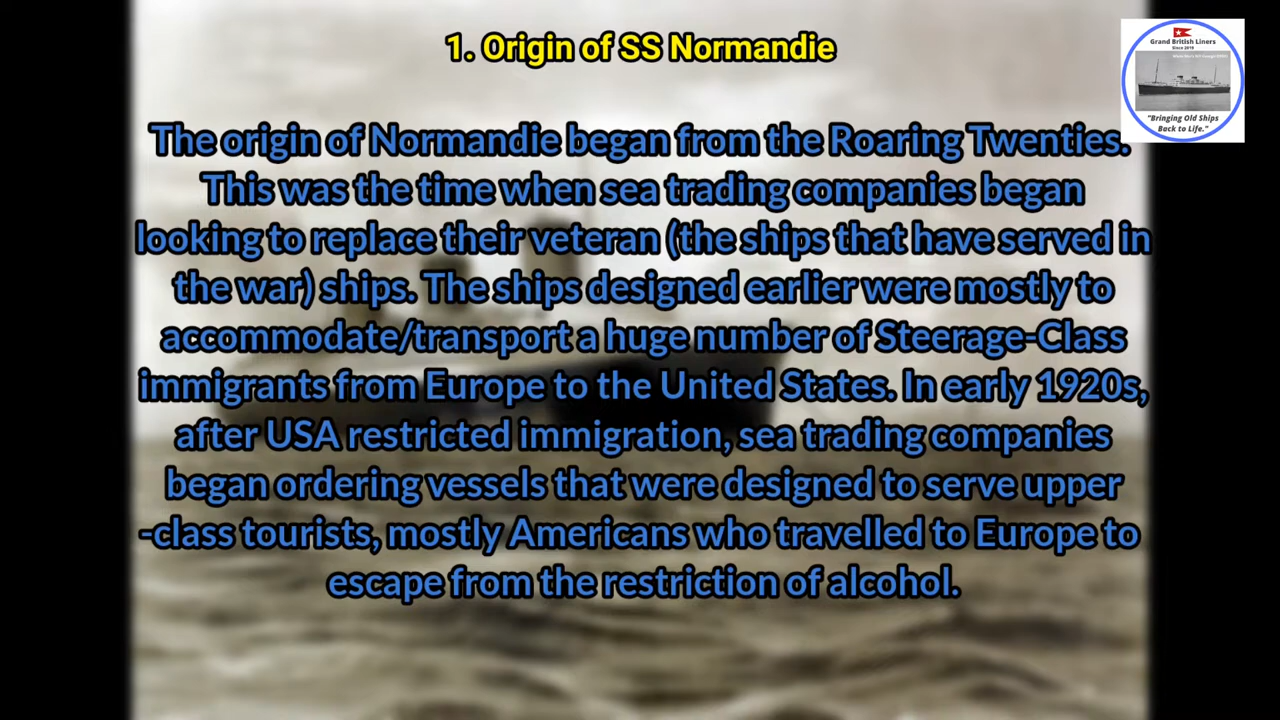 1. Origin of SS Normandie
Grand British Liners
Since 2019
The origin of Normandie began from the Roaring Twenties.
This was the time when sea trading companies began
looking to replace their veteran (the ships that have served in
the war) ships. The ships designed earlier were mostly to
accommodate/transport a huge number of Steerage-Class
immigrants from Europe to the United States. In early 1920s,
after USA restricted immigration, sea trading companies
began ordering vessels that were designed to serve upper
-class tourists, mostly Americans who travelled to Europe to
escape from the restriction of alcohol.
"Bringing Old Ships
Back to Life."